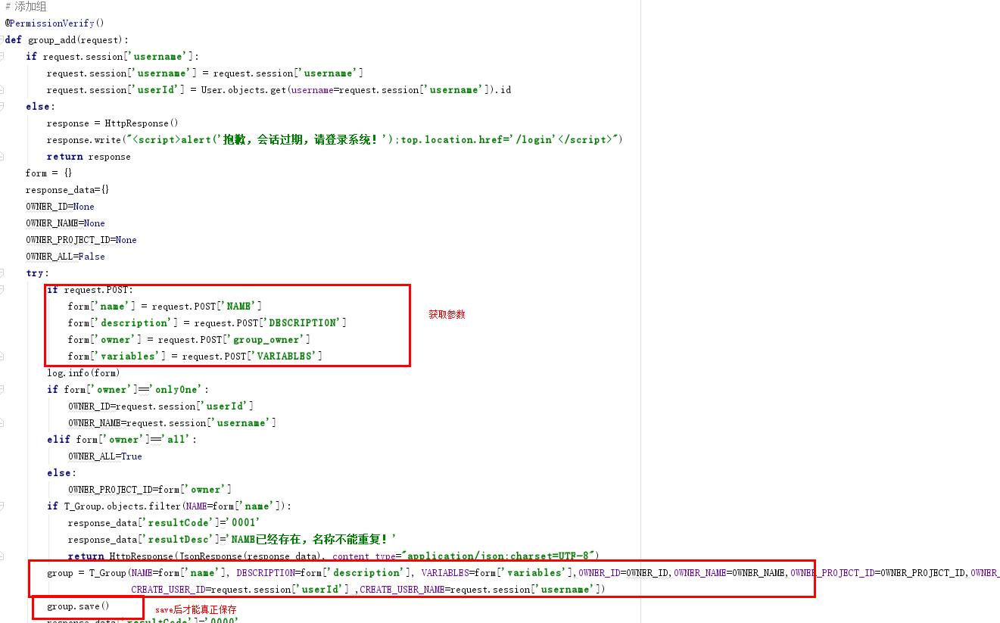 # 添加组
@PermissionVerify()
def group_add(request):
if request.session['username']:
request.session['username'] = request.session['username']
request.session['userId'] = User.objects.get(username=request.session['username']).id
else:
response = HttpResponse()
response.write("<script>alert('抱歉，会话过期，请登录系统！');top.location.href='/login'</script>")
return response
form = {}
response_data={}
OWNER_ID=None
OWNER_NAME=None
OWNER_PROJECT_ID=None
OWNER_ALL=False
try:
if request.POST:
form['name'] = request.POST['NAME']
form['description'] = request.POST['DESCRIPTION']
获取参数
form['owner'] = request.POST['group_owner']
form['variables'] = request.POST['VARIABLES']
log.info(form)
if form['owner']=='onlyOne':
OWNER_ID=request.session['userId']
OWNER_NAME=request.session['username']
elif form['owner']=='all':
OWNER_ALL=True
else:
OWNER_PROJECT_ID=form['owner']
if T_Group.objects.filter(NAME=form['name']):
response_data['resultCode']='0001'
response_data['resultDesc']='NAME已经存在，名称不能重复！'
return HttpResponse(JsonResponse(response_data), content_type="application/json;charset=UTF-8")
group = T_Group(NAME=form['name'], DESCRIPTION=form['description'], VARIABLES=form['variables'],OWNER_ID=OWNER_ID,OWNER_NAME=OWNER_NAME,OWNER_PROJECT_ID=OWNER_PROJECT_ID,OWNER_
CREATE_USER_ID=request.session['userId'] ,CREATE_USER_NAME=request.session['username'])
group.save()
save后才能真正保存
response_data['resultCode']='0000'